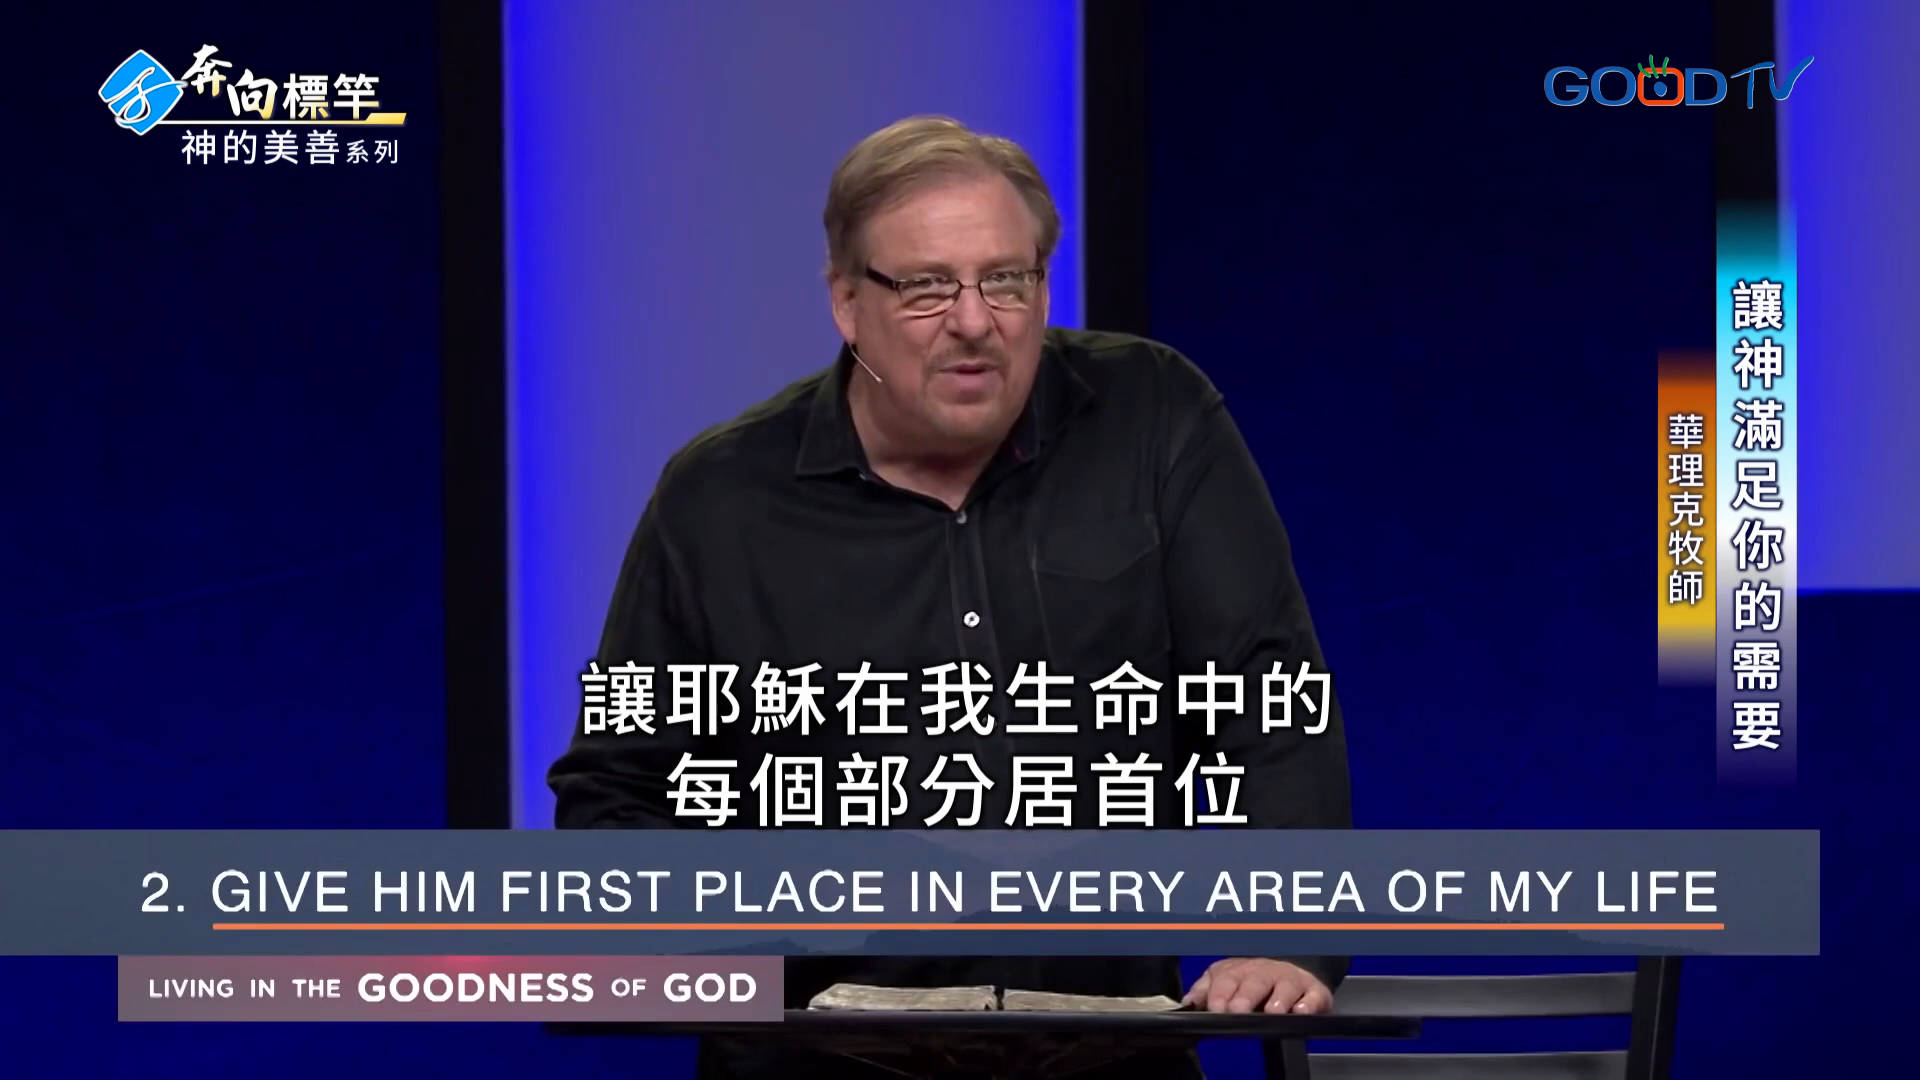 奔向標竿
神的美善系列
GOOD TV
讓神滿足你的需要
華理克牧師
讓耶穌在我生命中的
每個部分居首位
2. GIVE HIM FIRST PLACE IN EVERY AREA OF MY LIFE
LIVING IN THE GOODNESS OF GOD